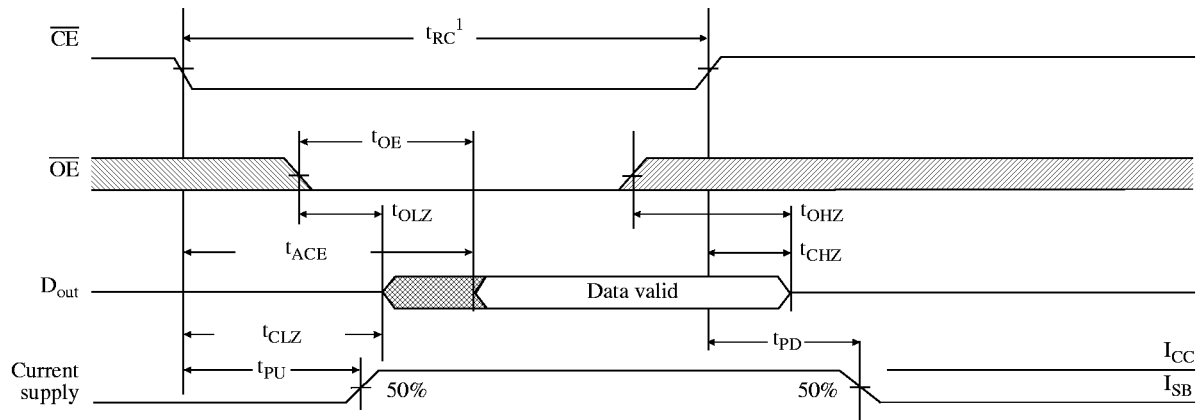 CE
tRC1
OE
tOE
tOLZ
tOHZ
tACE
tCHZ
Dout
Data valid
tCLZ
tPD
tPU
ICC
Current
supply
50%
50%
ISB